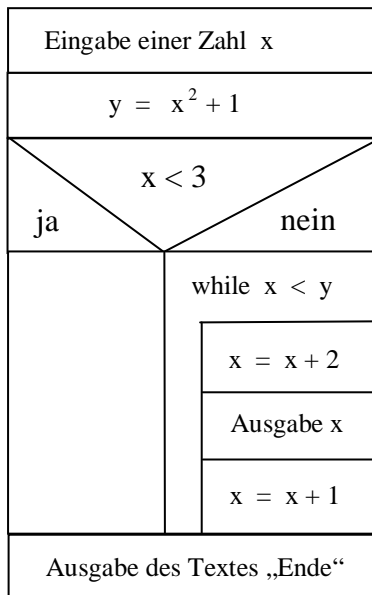 Eingabe einer Zahl x
y = x² + 1
x < 3
ja
nein
while x < y
x = x + 2
Ausgabe x
x = x + 1
Ausgabe des Textes „Ende“